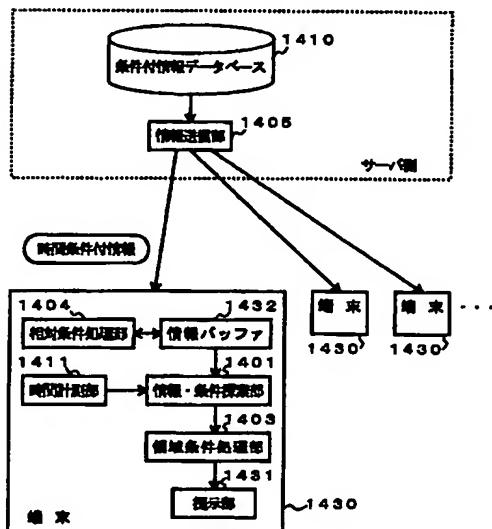 1410
条件付情報データベース
1405
情報送信部
サーバ側
時間条件付情報
1404
相対条件処理部
1432
情報バッファ
1411
時間計測部
1401
情報・条件探索部
1403
領域条件処理部
1431
提示部
端末
1430
端末
1430
端末
1430
・・・